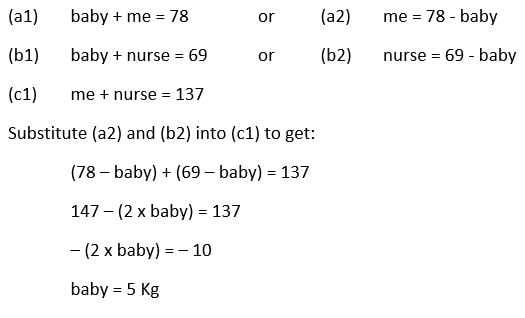 (a1) baby + me = 78 or (a2) me = 78 - baby
(b1) baby + nurse = 69 or (b2) nurse = 69 - baby
(c1) me + nurse = 137
Substitute (a2) and (b2) into (c1) to get:
(78 – baby) + (69 – baby) = 137
147 – (2 x baby) = 137
– (2 x baby) = – 10
baby = 5 Kg